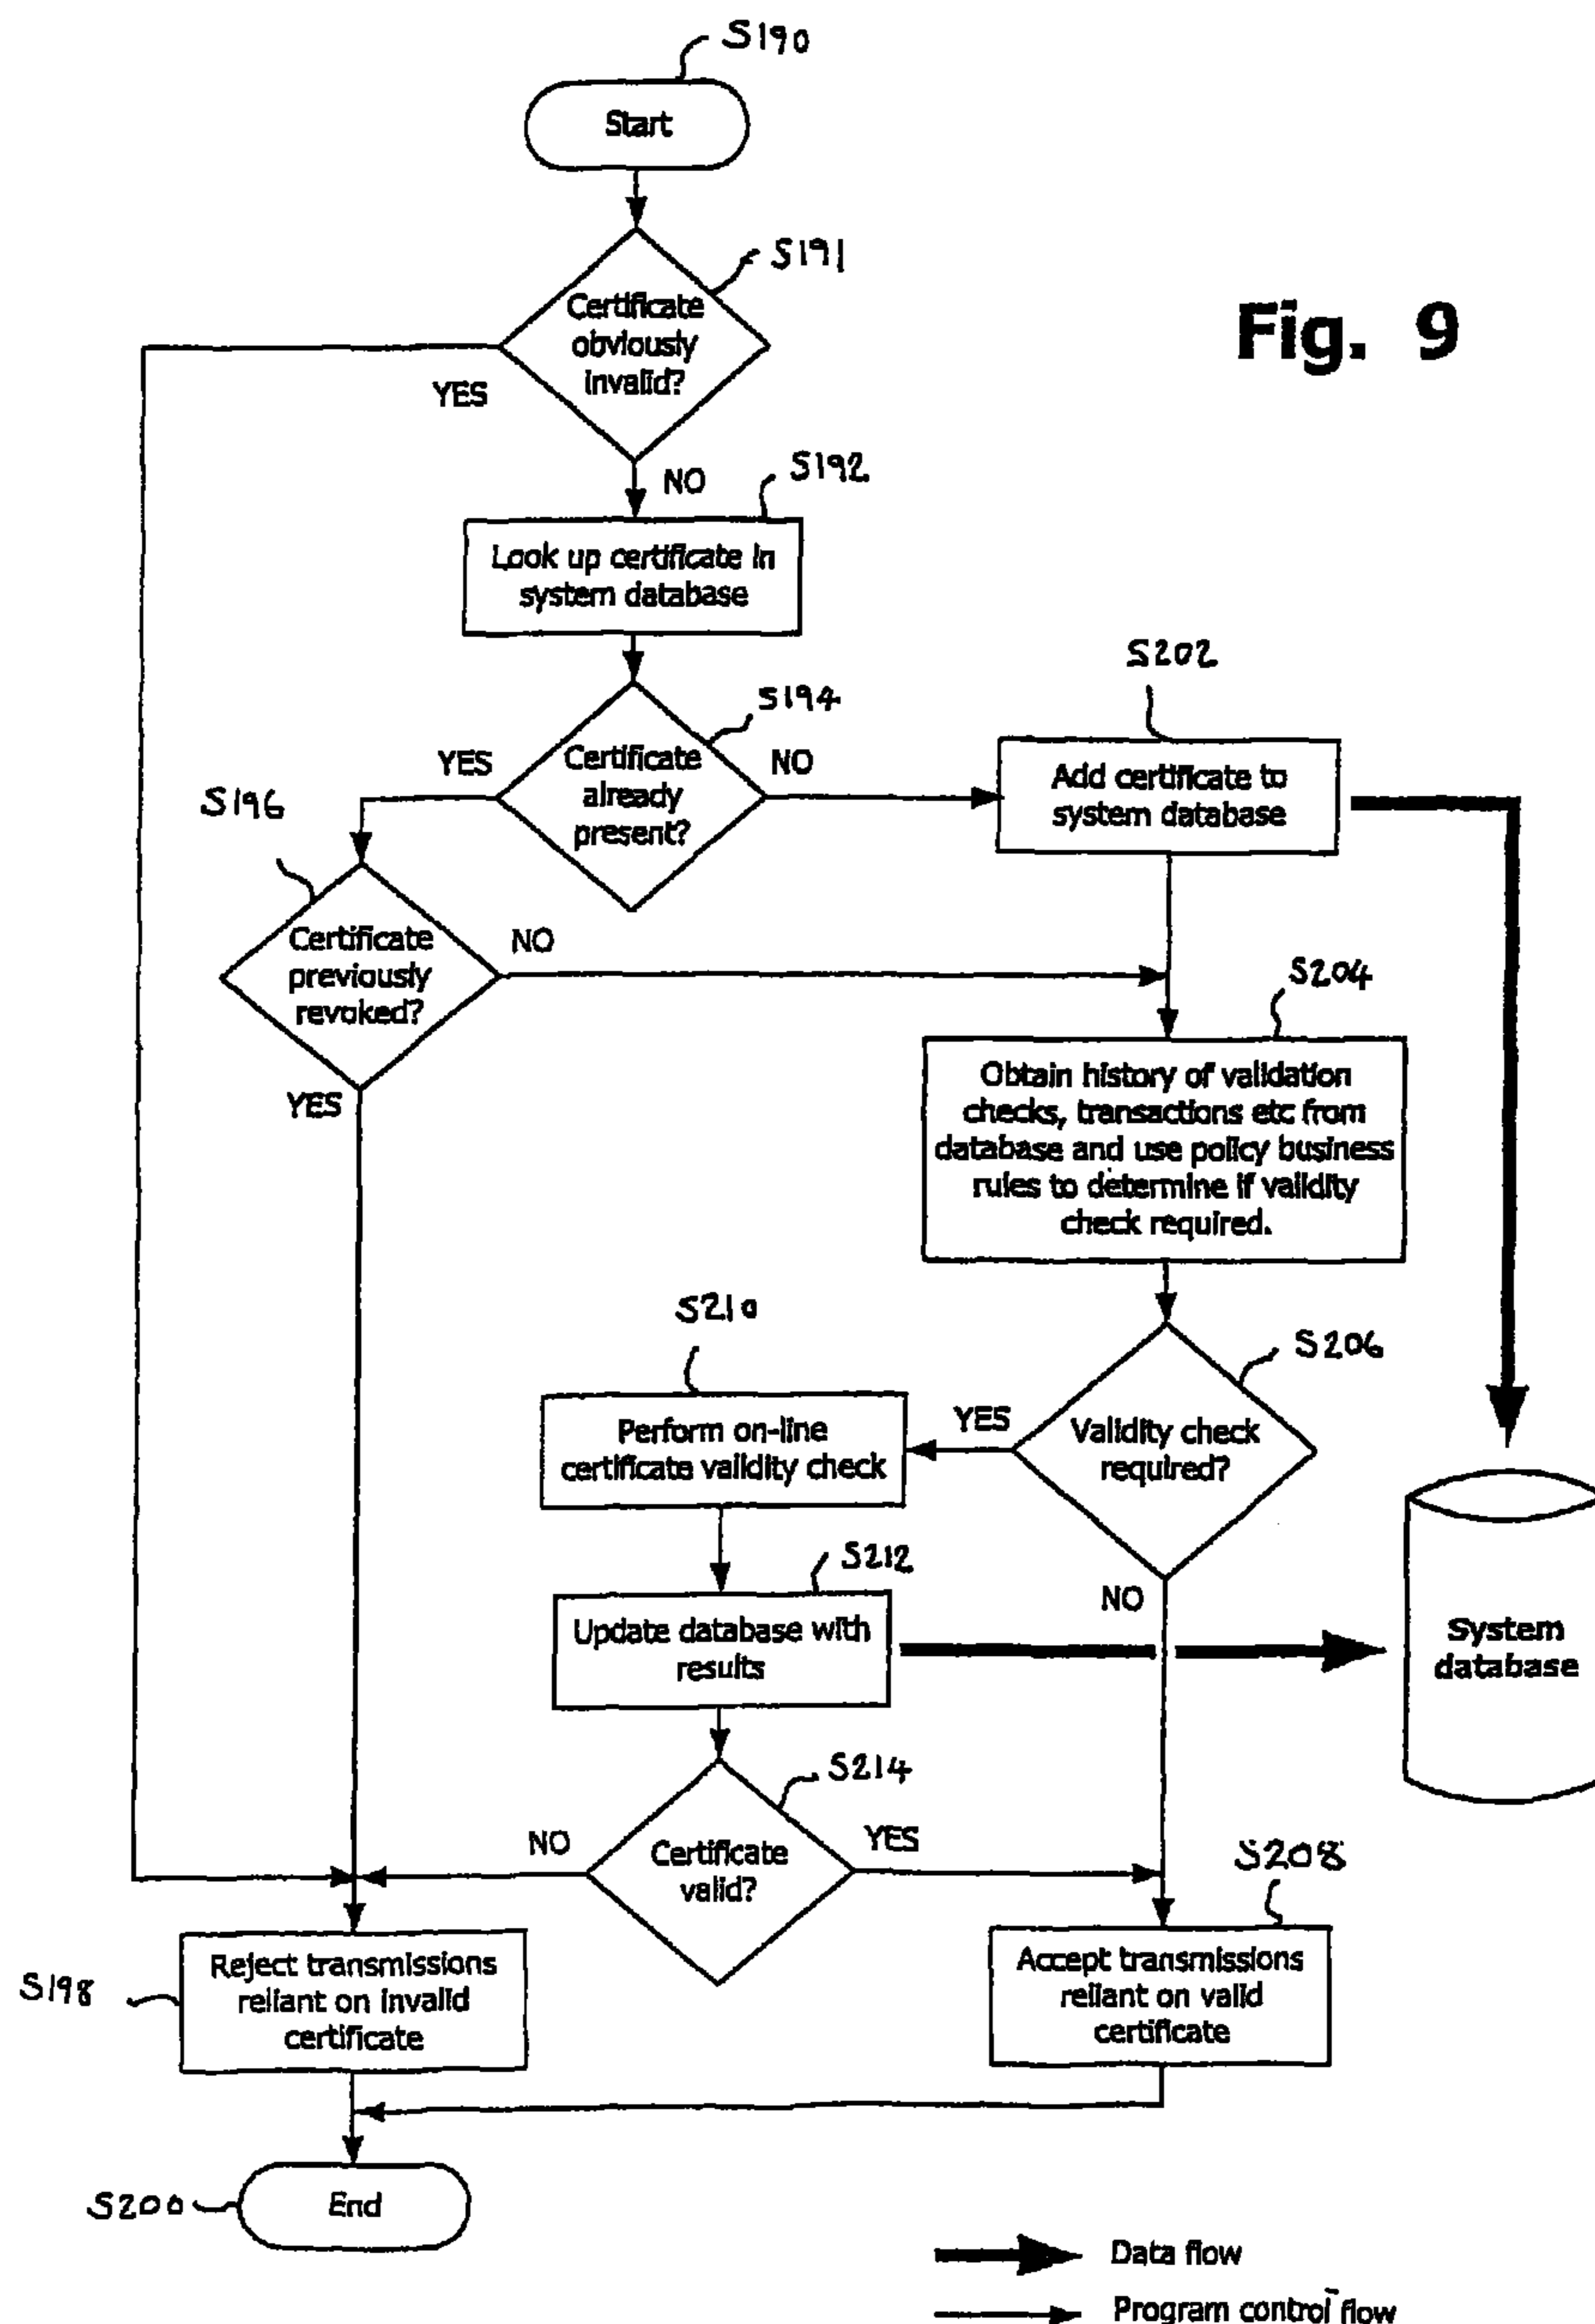 S190
Start
S191
Certificate
obviously
invalid?
Fig. 9
YES
NO
S192
Look up certificate in
system database
S202
S194
YES
Certificate
already
present?
NO
Add certificate to
system database
S196
Certificate
previously
revoked?
NO
YES
S204
Obtain history of validation
checks, transactions etc from
database and use policy business
rules to determine if validity
check required.
S210
S206
Perform on-line
certificate validity check
YES
Validity check
required?
NO
S212
Update database with
results
System
database
S214
NO
Certificate
valid?
YES
S208
S198
Reject transmissions
reliant on invalid
certificate
Accept transmissions
reliant on valid
certificate
S200
End
Data flow
Program control flow